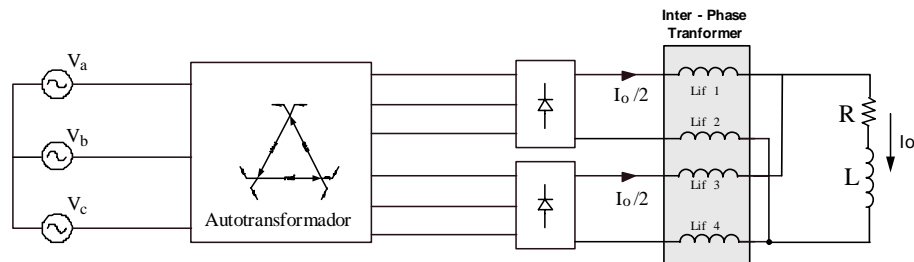 Inter - Phase
Tranformer
Va
Vb
Vc
Autotransformador
Io/2
Io/2
Lif 1
Lif 2
Lif 3
Lif 4
R
L
Io